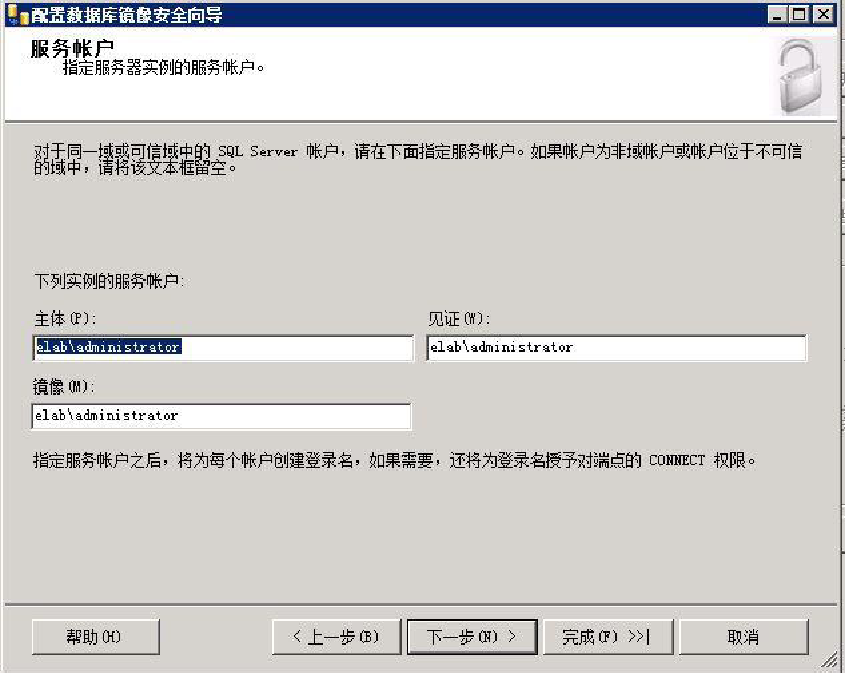 配置数据库镜像安全向导
服务帐户
指定服务器实例的服务帐户。
对于同一域或可信域中的 SQL Server 帐户，请在下面指定服务帐户。如果帐户为非域帐户或帐户位于不可信
的域中，请将该文本框留空。
下列实例的服务帐户:
主体(P): 见证(W):
elab\administrator elab\administrator
镜像(M):
elab\administrator
指定服务帐户之后，将为每个帐户创建登录名，如果需要，还将为登录名授予对端点的 CONNECT 权限。
帮助(H) < 上一步(B) 下一步(N) > 完成(F) >>| 取消